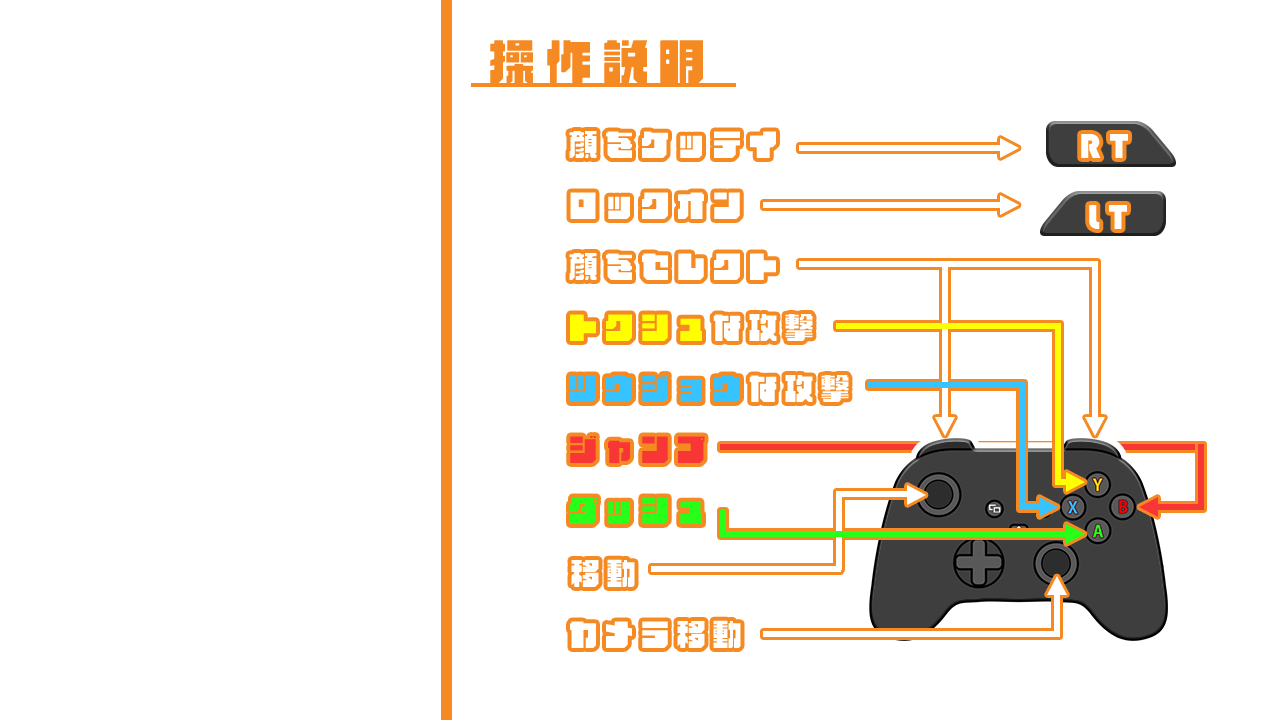 操作説明
顔をケッテイ
RT
ロックオン
LT
顔をセレクト
トクシュな攻撃
ツウジョウな攻撃
ジャンプ
Y
X
B
ダッシュ
A
移動
カメラ移動